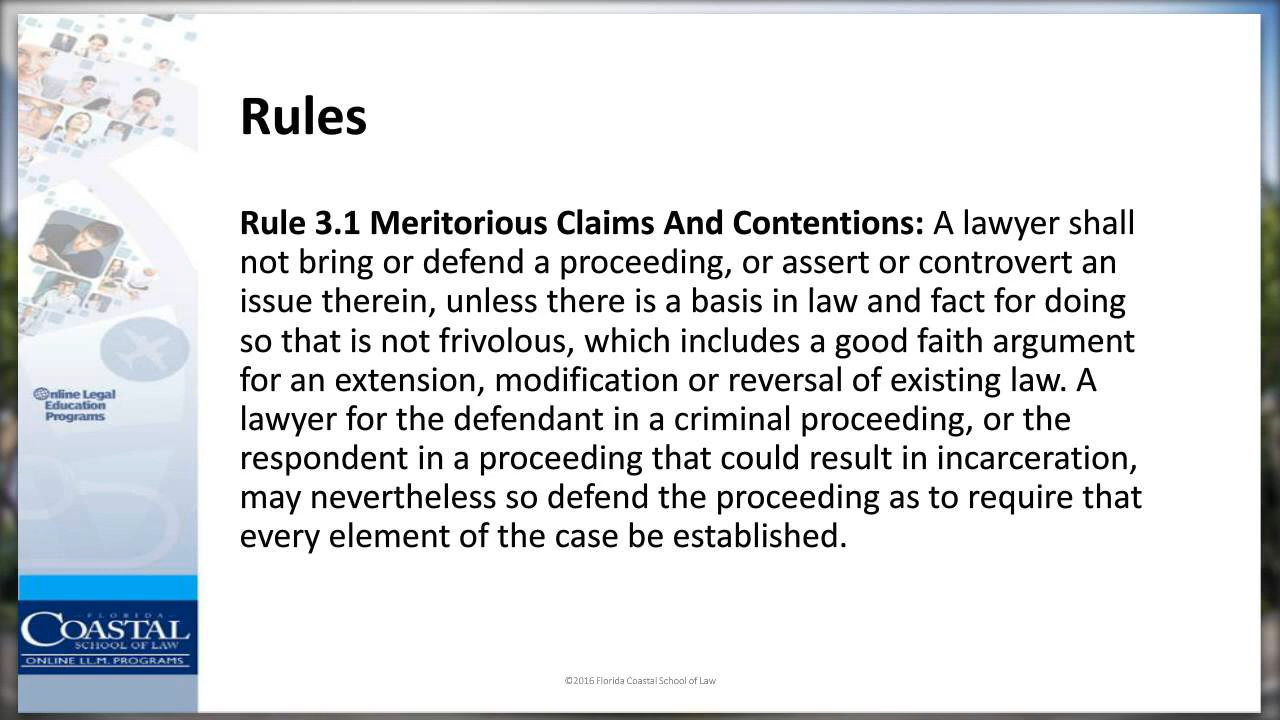 Rules
Rule 3.1 Meritorious Claims And Contentions: A lawyer shall
not bring or defend a proceeding, or assert or controvert an
issue therein, unless there is a basis in law and fact for doing
so that is not frivolous, which includes a good faith argument
for an extension, modification or reversal of existing law. A
lawyer for the defendant in a criminal proceeding, or the
respondent in a proceeding that could result in incarceration,
may nevertheless so defend the proceeding as to require that
every element of the case be established.
Online Legal
Education
Programs
FLORIDA
COASTAL
SCHOOL OF LAW
ONLINE LL.M. PROGRAMS
©2016 Florida Coastal School of Law